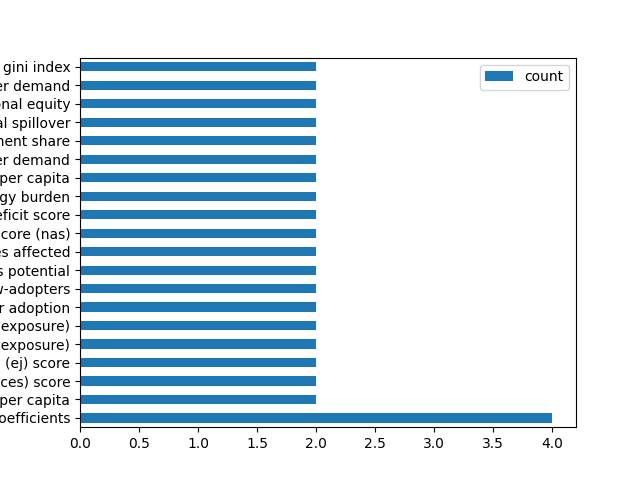 gini index
count
er demand
onal equity
al spillover
ment share
er demand
per capita
gy burden
eficit score
core (nas)
es affected
s potential
w-adopters
r adoption
exposure)
exposure)
(ej) score
ces) score
per capita
oefficients
0.0 0.5 1.0 1.5 2.0 2.5 3.0 3.5 4.0